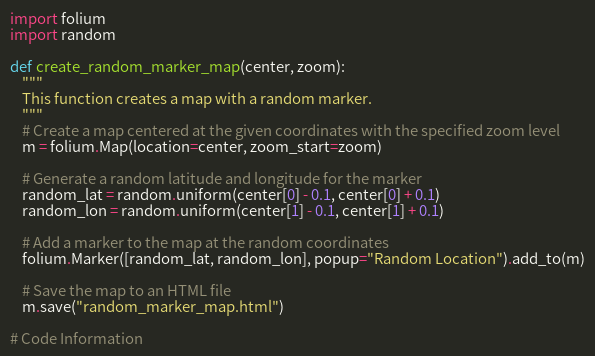 import folium
import random
def create_random_marker_map(center, zoom):
"""
This function creates a map with a random marker.
"""
# Create a map centered at the given coordinates with the specified zoom level
m = folium.Map(location=center, zoom_start=zoom)
# Generate a random latitude and longitude for the marker
random_lat = random.uniform(center[0] - 0.1, center[0] + 0.1)
random_lon = random.uniform(center[1] - 0.1, center[1] + 0.1)
# Add a marker to the map at the random coordinates
folium.Marker([random_lat, random_lon], popup="Random Location").add_to(m)
# Save the map to an HTML file
m.save("random_marker_map.html")
# Code Information